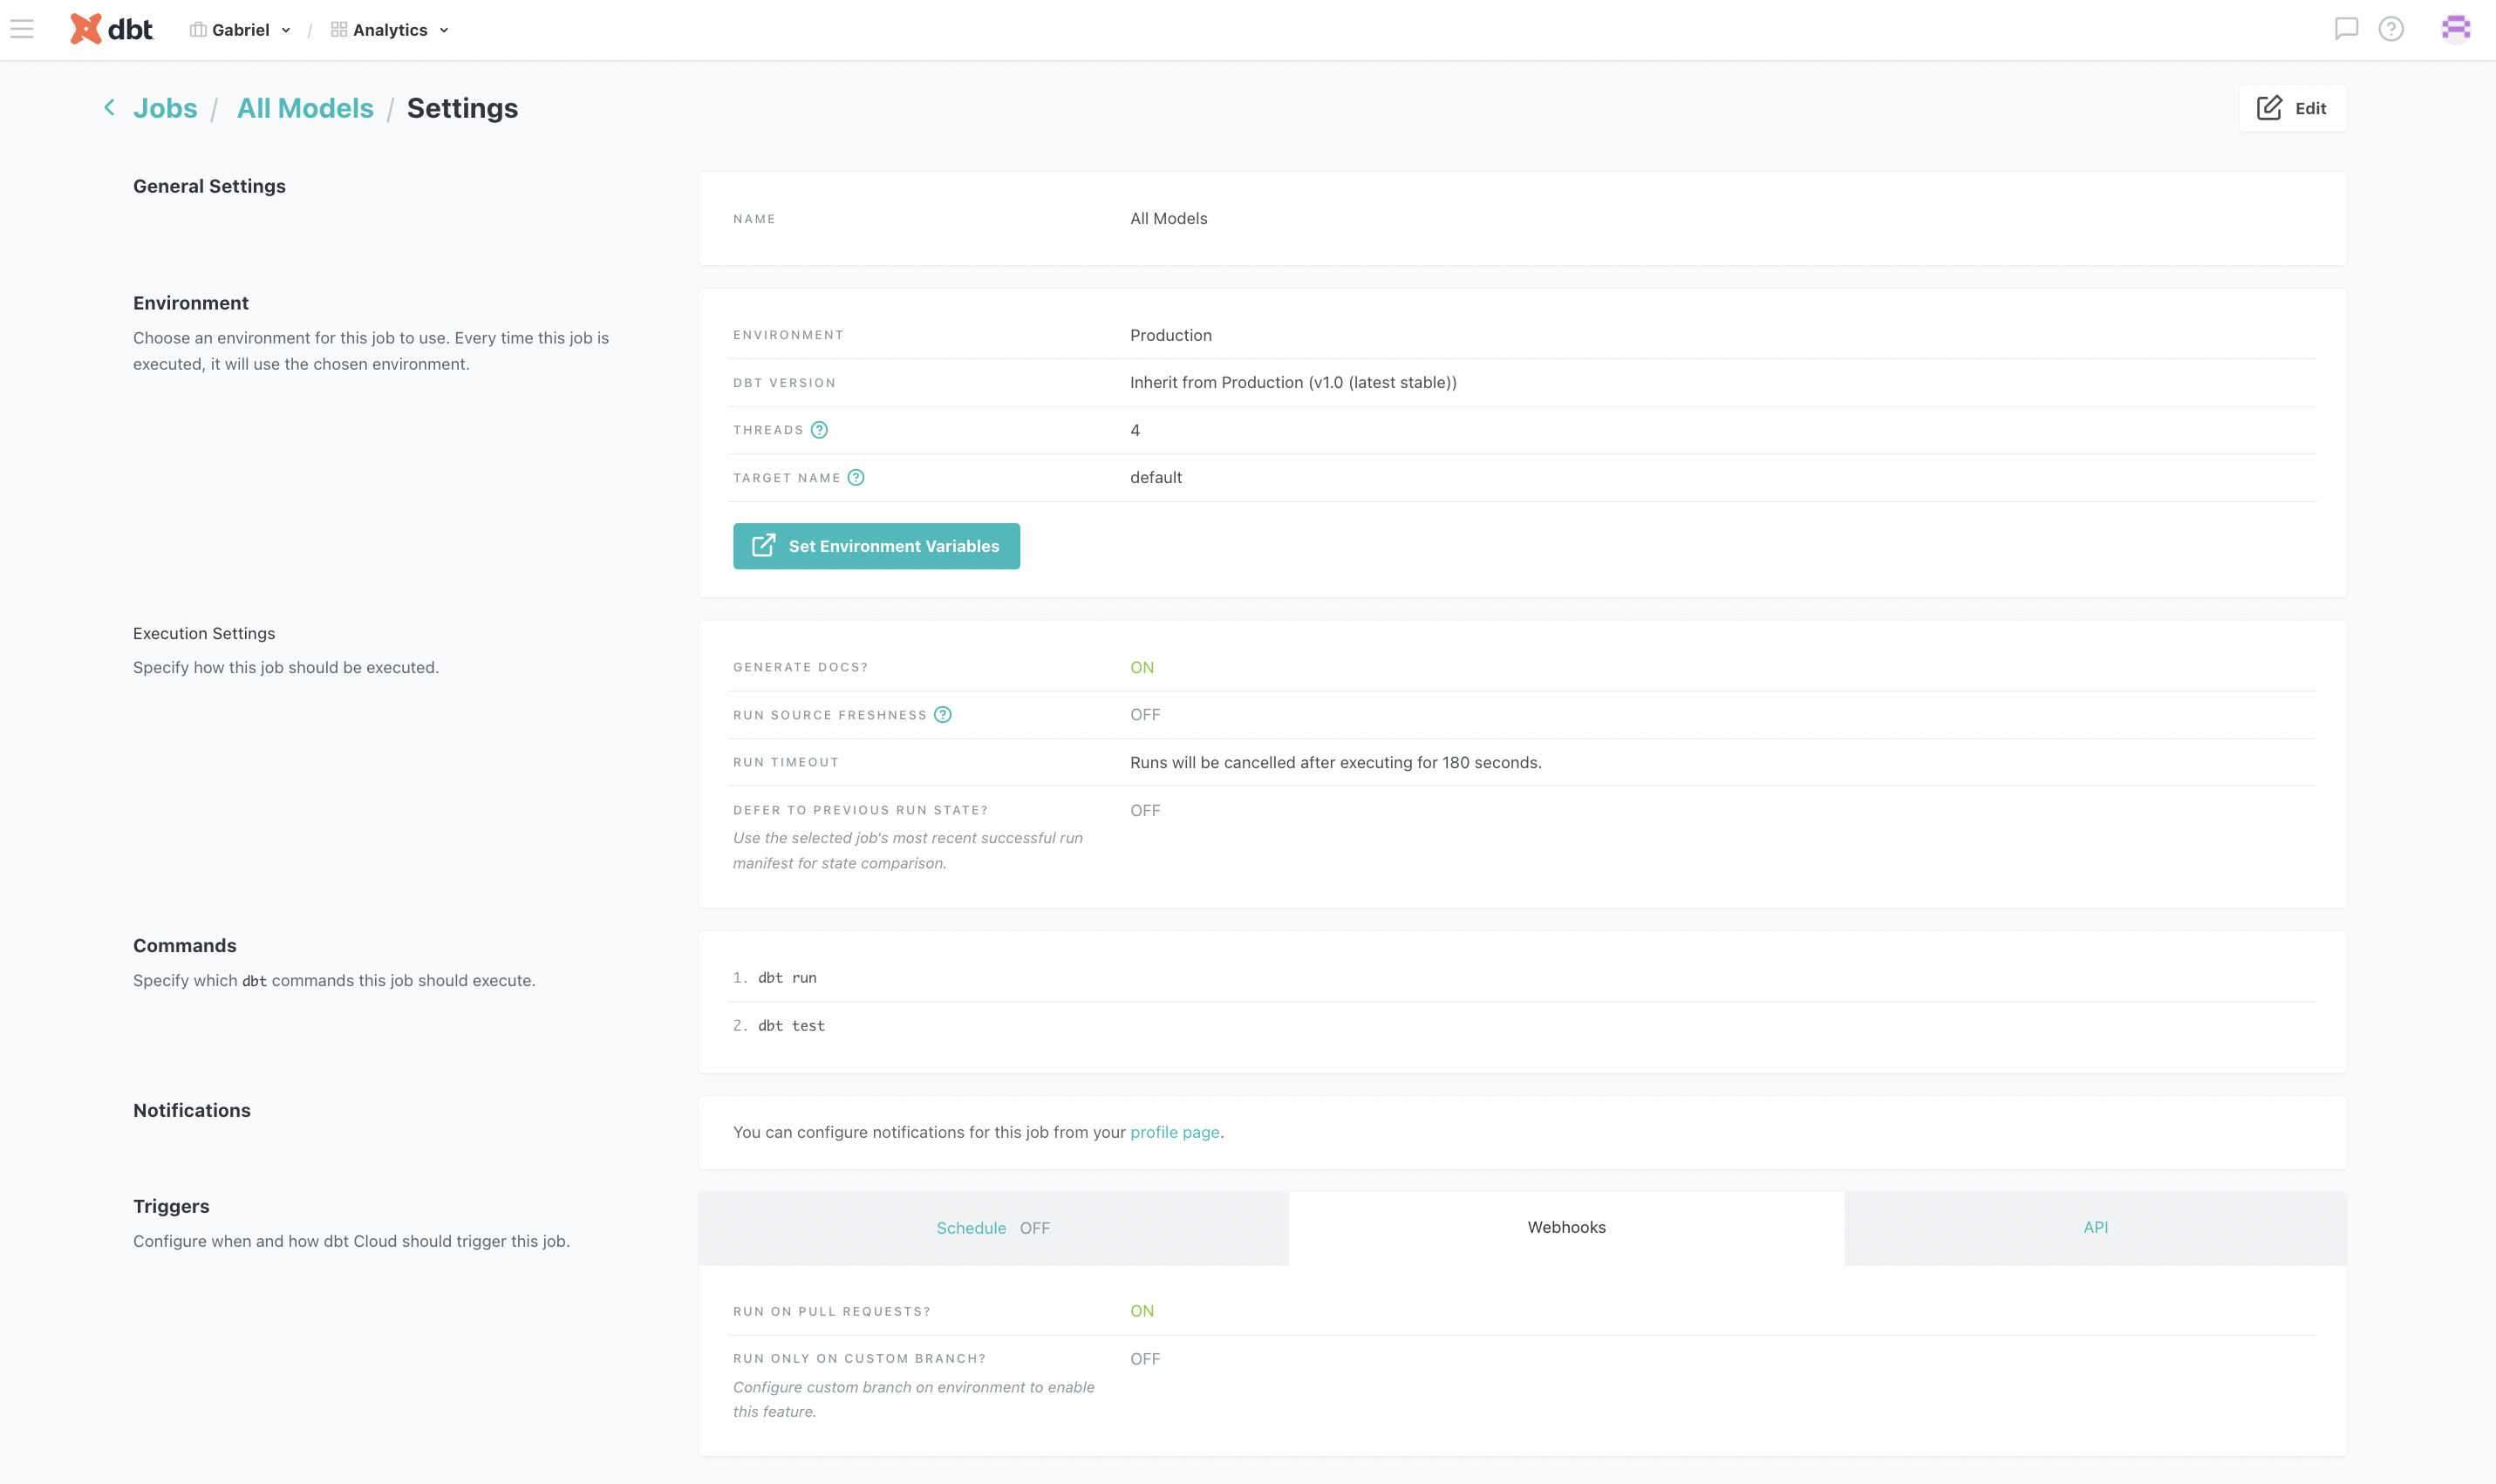 dbt Gabriel / Analytics
Jobs / All Models / Settings
Edit
General Settings
NAME All Models
Environment
Choose an environment for this job to use. Every time this job is
executed, it will use the chosen environment.
ENVIRONMENT Production
DBT VERSION Inherit from Production (v1.0 (latest stable))
THREADS ? 4
TARGET NAME ? default
Set Environment Variables
Execution Settings
Specify how this job should be executed.
GENERATE DOCS? ON
RUN SOURCE FRESHNESS ? OFF
RUN TIMEOUT Runs will be cancelled after executing for 180 seconds.
DEFER TO PREVIOUS RUN STATE? OFF
Use the selected job's most recent successful run
manifest for state comparison.
Commands
Specify which dbt commands this job should execute.
1. dbt run
2. dbt test
Notifications
You can configure notifications for this job from your profile page.
Triggers
Configure when and how dbt Cloud should trigger this job.
Schedule OFF Webhooks API
RUN ON PULL REQUESTS? ON
RUN ONLY ON CUSTOM BRANCH? OFF
Configure custom branch on environment to enable
this feature.